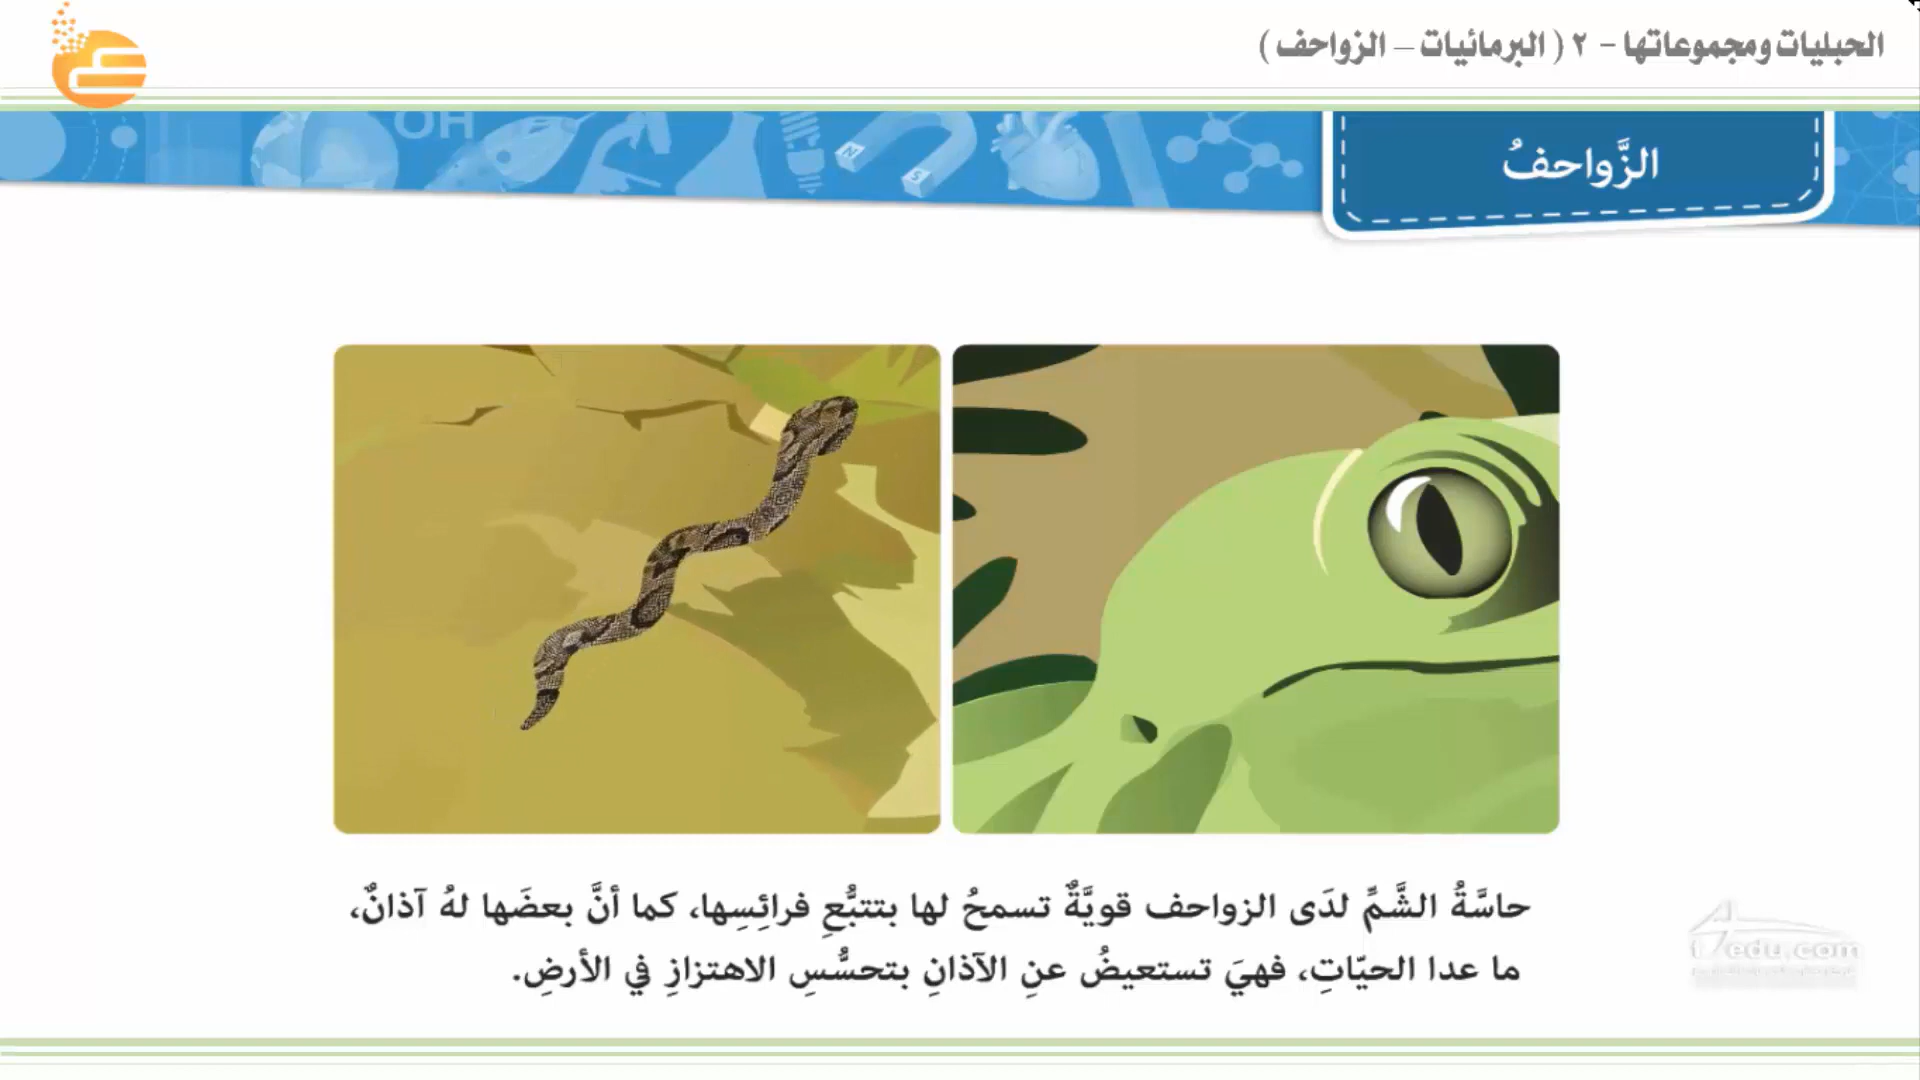 الحبليات ومجموعاتها - ٢ ( البرمائيات – الزواحف )
OH
N
S
الزَّواحفُ
حاسَّةُ الشَّمِّ لدَى الزواحف قويَّةٌ تسمحُ لها بتتبُّعِ فرائِسِها، كما أنَّ بعضَها لهُ آذانٌ،
ما عدا الحيّاتِ، فهيَ تستعيضُ عنِ الآذانِ بتحسُّسِ الاهتزازِ في الأرضِ.